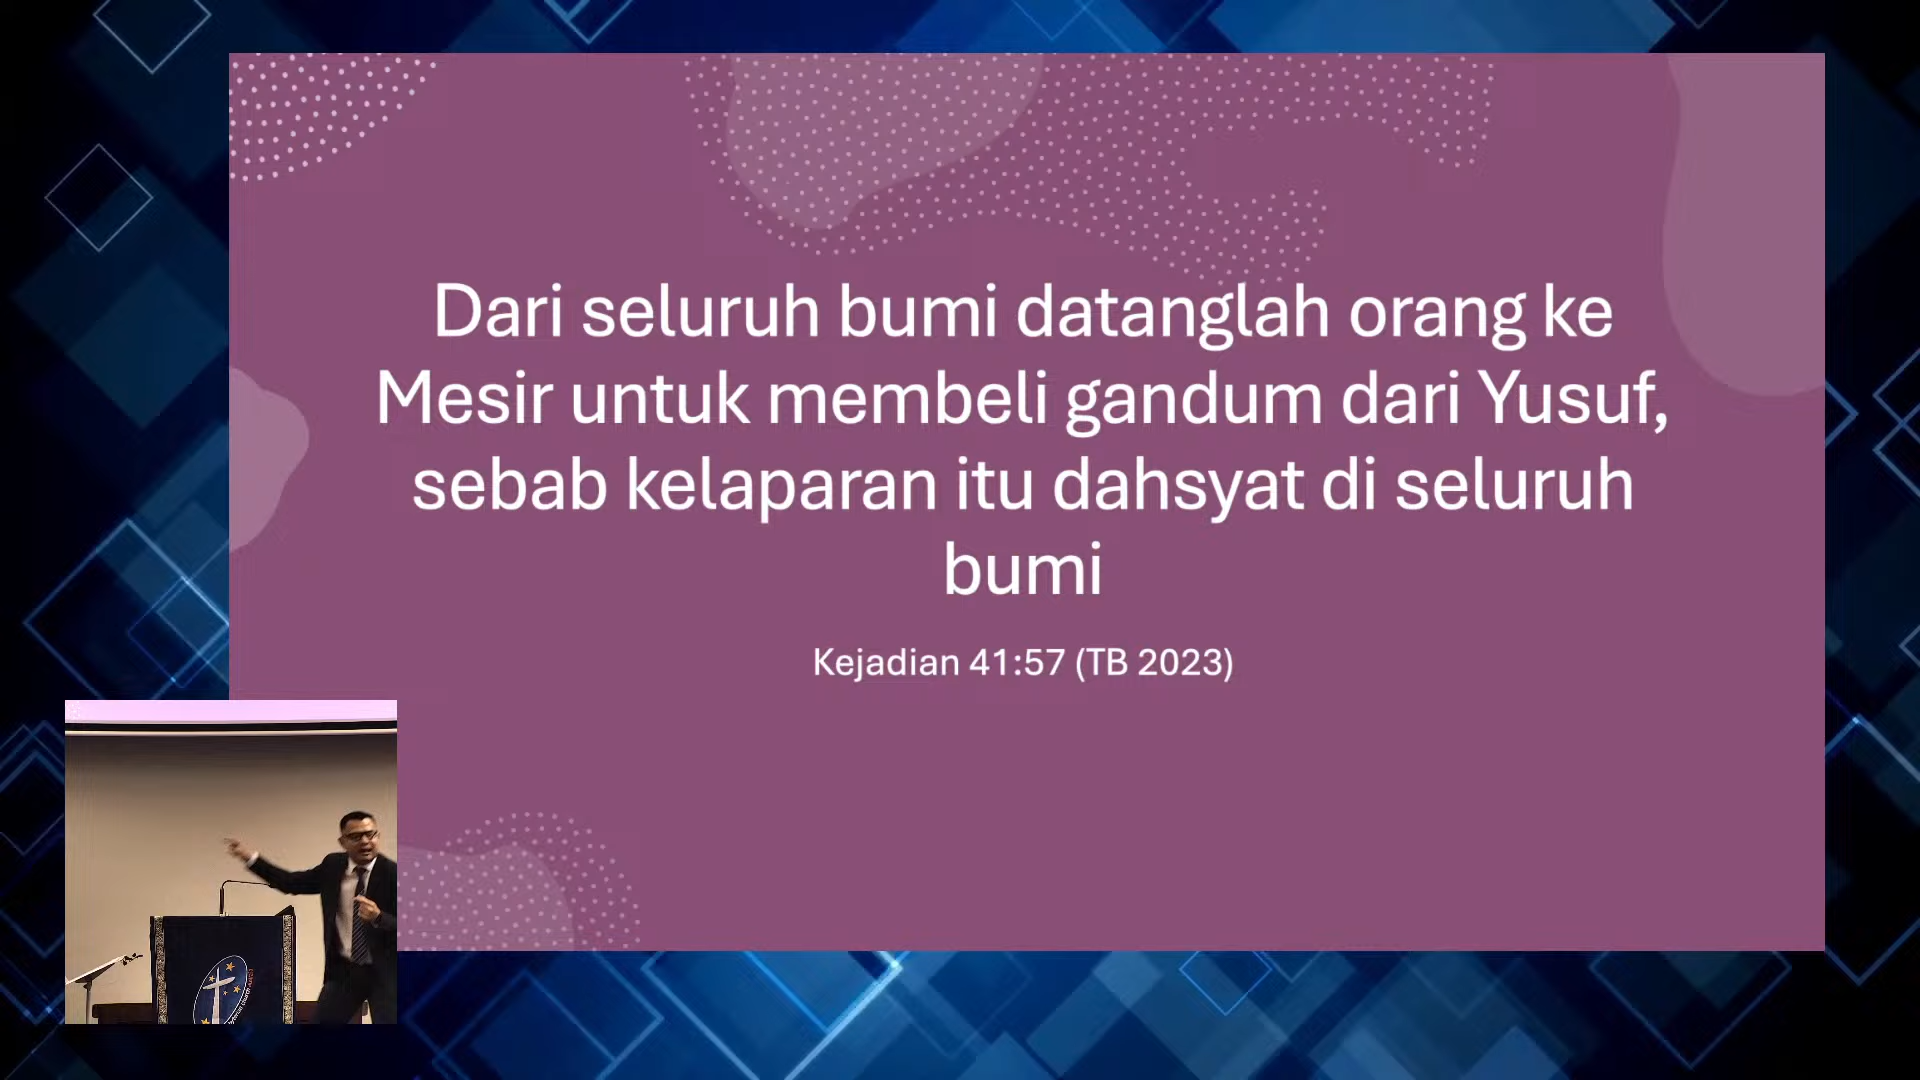 Dari seluruh bumi datanglah orang ke
Mesir untuk membeli gandum dari Yusuf,
sebab kelaparan itu dahsyat di seluruh
bumi
Kejadian 41:57 (TB 2023)